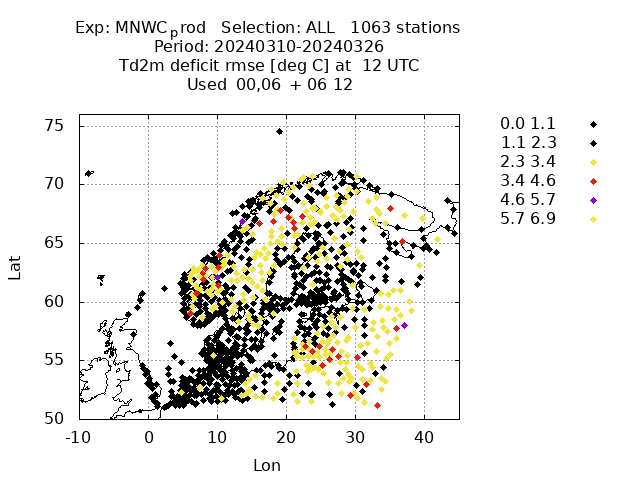 Exp: MNWCprod Selection: ALL 1063 stations
Period: 20240310-20240326
Td2m deficit rmse [deg C] at 12 UTC
Used 00,06 + 06 12
0.0 1.1
1.1 2.3
2.3 3.4
3.4 4.6
4.6 5.7
5.7 6.9
75
70
65
60
55
50
Lat
-10 0 10 20 30 40
Lon